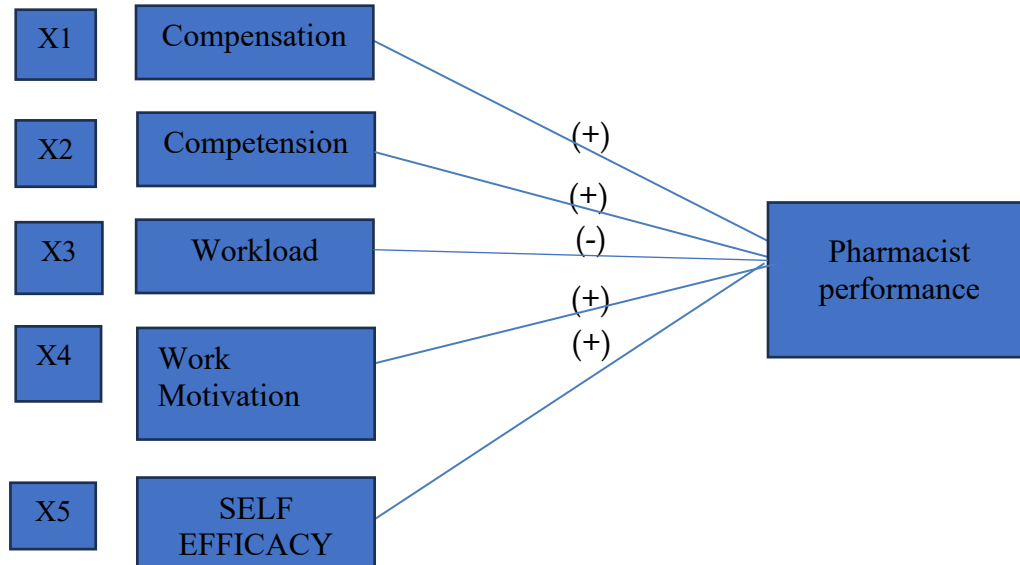 X1
Compensation
X2
Competension
X3
Workload
X4
Work
Motivation
X5
SELF
EFFICACY
(+)
(+)
(-)
(+)
(+)
Pharmacist
performance